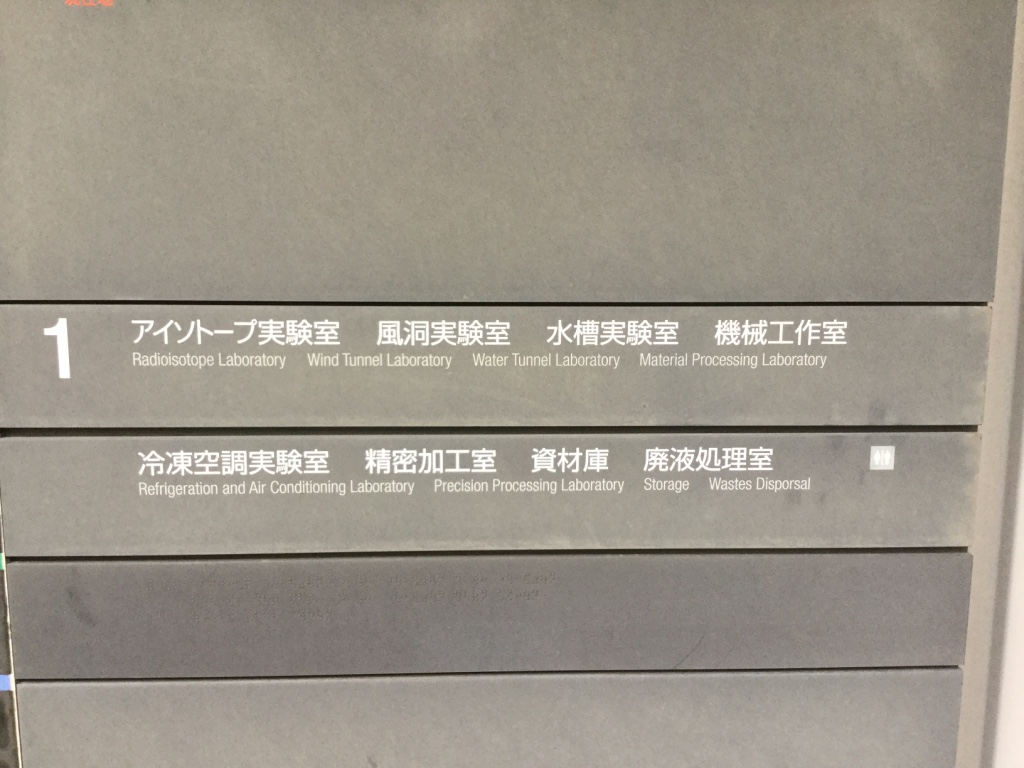 1 アイソトープ実験室 風洞実験室 水槽実験室 機械工作室
Radioisotope Laboratory Wind Tunnel Laboratory Water Tunnel Laboratory Material Processing Laboratory
冷凍空調実験室 精密加工室 資材庫 廃液処理室
Refrigeration and Air Conditioning Laboratory Precision Processing Laboratory Storage Wastes Disporsal